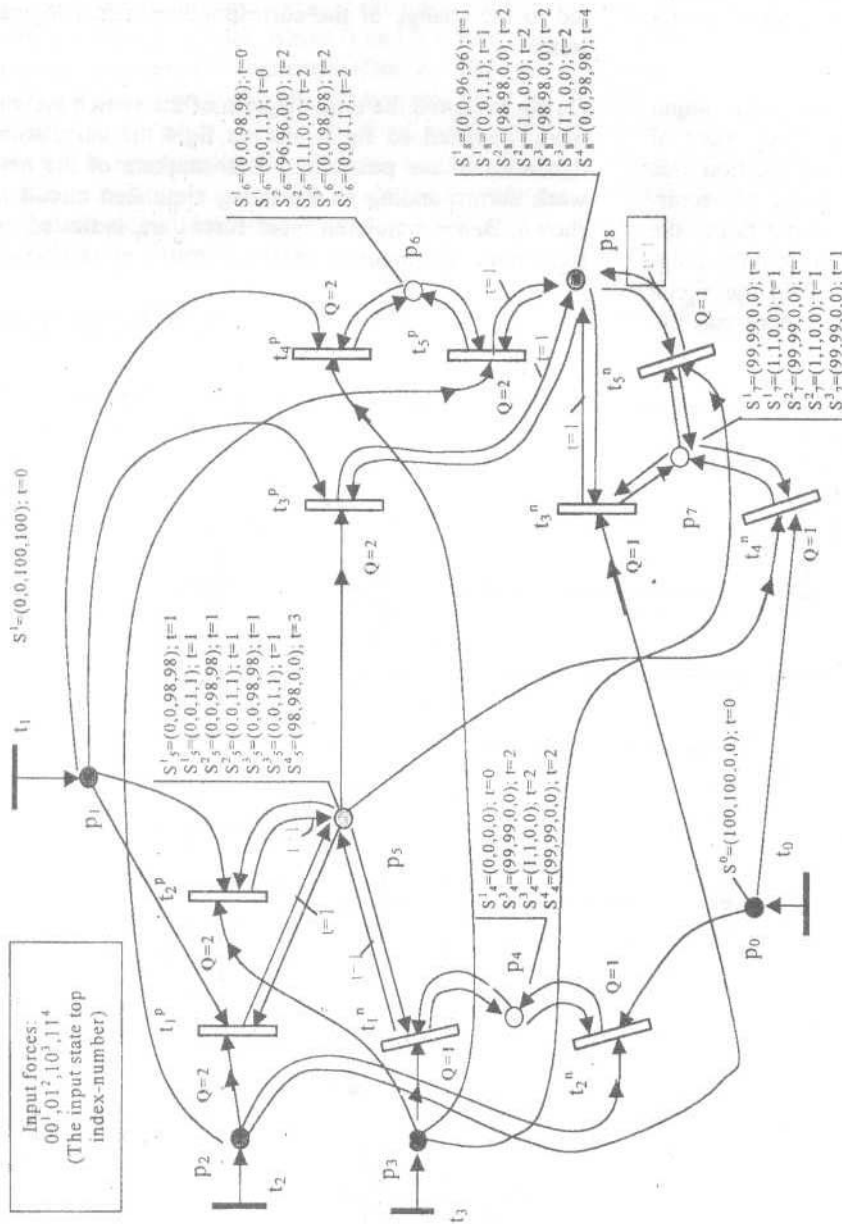 Input forces:
00¹,01²,10³,11⁴
(The input state top
index-number)
t₁
S¹=(0,0,100,100); t=0
p₁
S¹₆=(0,0,98,98); t=0
S¹₆=(0,0,1,1); t=0
S²₆=(96,96,0,0); t=2
S²₆=(1,1,0,0); t=2
S³₆=(0,0,98,98); t=2
S³₆=(0,0,1,1); t=2
p₆
Q=2
t₄ᵖ
t₅ᵖ
Q=2
t=1
S¹₈=(0,0,96,96); t=1
S¹₈=(0,0,1,1); t=1
S²₈=(98,98,0,0); t=2
S²₈=(1,1,0,0); t=2
S³₈=(98,98,0,0); t=2
S³₈=(1,1,0,0); t=2
S⁴₈=(0,0,98,98); t=4
p₈
t=1
t₃ᵖ
Q=2
t=1
S¹₅=(0,0,98,98); t=1
S¹₅=(0,0,1,1); t=1
S²₅=(0,0,98,98); t=1
S²₅=(0,0,1,1); t=1
S³₅=(0,0,98,98); t=1
S³₅=(0,0,1,1); t=1
S⁴₅=(98,98,0,0); t=3
p₅
t₂ᵖ
Q=2
t=1
t₁ᵖ
Q=2
t=1
t=1
p₂
t₂
p₃
t₃
t₁ⁿ
Q=1
p₄
S¹₄=(0,0,0,0); t=0
S³₄=(99,99,0,0); t=2
S³₄=(1,1,0,0); t=2
S⁴₄=(99,99,0,0); t=2
t₂ⁿ
Q=1
p₀
S⁰=(100,100,0,0); t=0
t₀
t₃ⁿ
Q=1
t=1
t₅ⁿ
Q=1
p₇
t₄ⁿ
Q=1
S¹₇=(99,99,0,0); t=1
S¹₇=(1,1,0,0); t=1
S²₇=(99,99,0,0); t=1
S²₇=(1,1,0,0); t=1
S³₇=(99,99,0,0); t=1